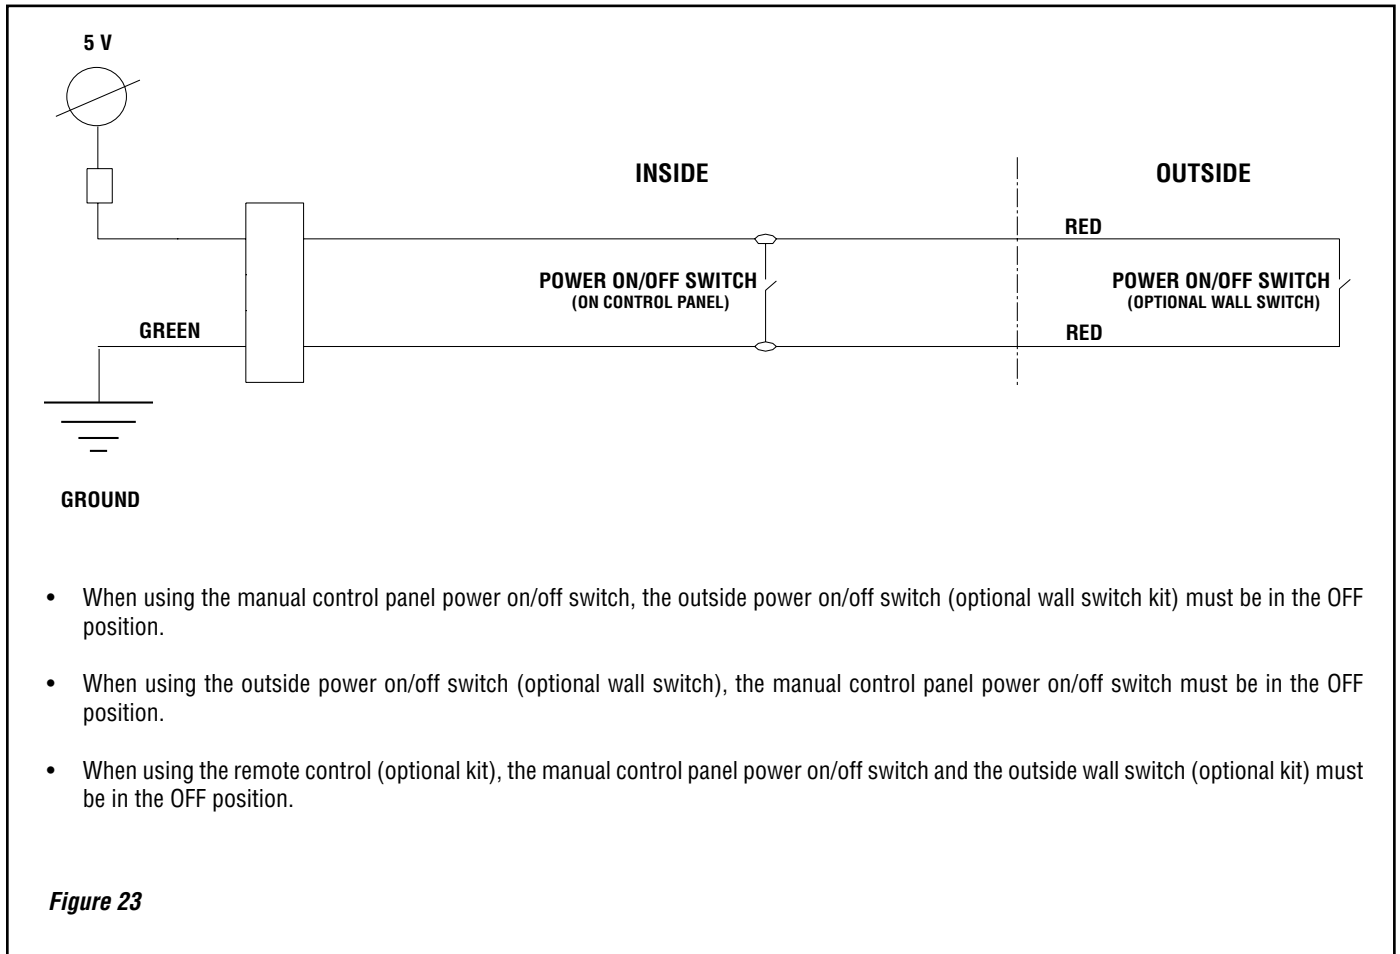 5 V
INSIDE
OUTSIDE
RED
POWER ON/OFF SWITCH
(ON CONTROL PANEL)
POWER ON/OFF SWITCH
(OPTIONAL WALL SWITCH)
GREEN
RED
GROUND
• When using the manual control panel power on/off switch, the outside power on/off switch (optional wall switch kit) must be in the OFF
position.
• When using the outside power on/off switch (optional wall switch), the manual control panel power on/off switch must be in the OFF
position.
• When using the remote control (optional kit), the manual control panel power on/off switch and the outside wall switch (optional kit) must
be in the OFF position.
Figure 23